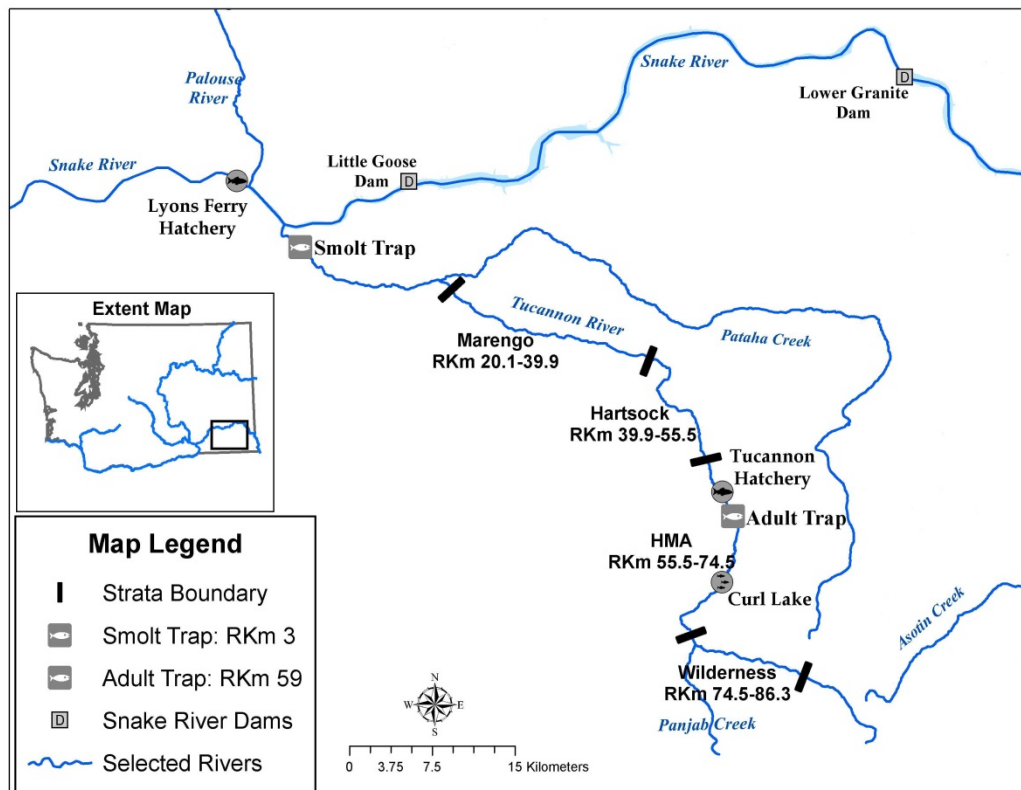 Palouse
River
Snake River
Lower Granite
Dam
D
Snake River
Little Goose
Dam
D
Lyons Ferry
Hatchery
Smolt Trap
Extent Map
Tucannon River
Marengo
RKm 20.1-39.9
Pataha Creek
Hartsock
RKm 39.9-55.5
Tucannon
Hatchery
Adult Trap
HMA
RKm 55.5-74.5
Curl Lake
Asotin Creek
Wilderness
RKm 74.5-86.3
Panjab Creek
Map Legend
Strata Boundary
Smolt Trap: RKm 3
Adult Trap: RKm 59
D Snake River Dams
Selected Rivers
N
W E
S
0 3.75 7.5 15 Kilometers